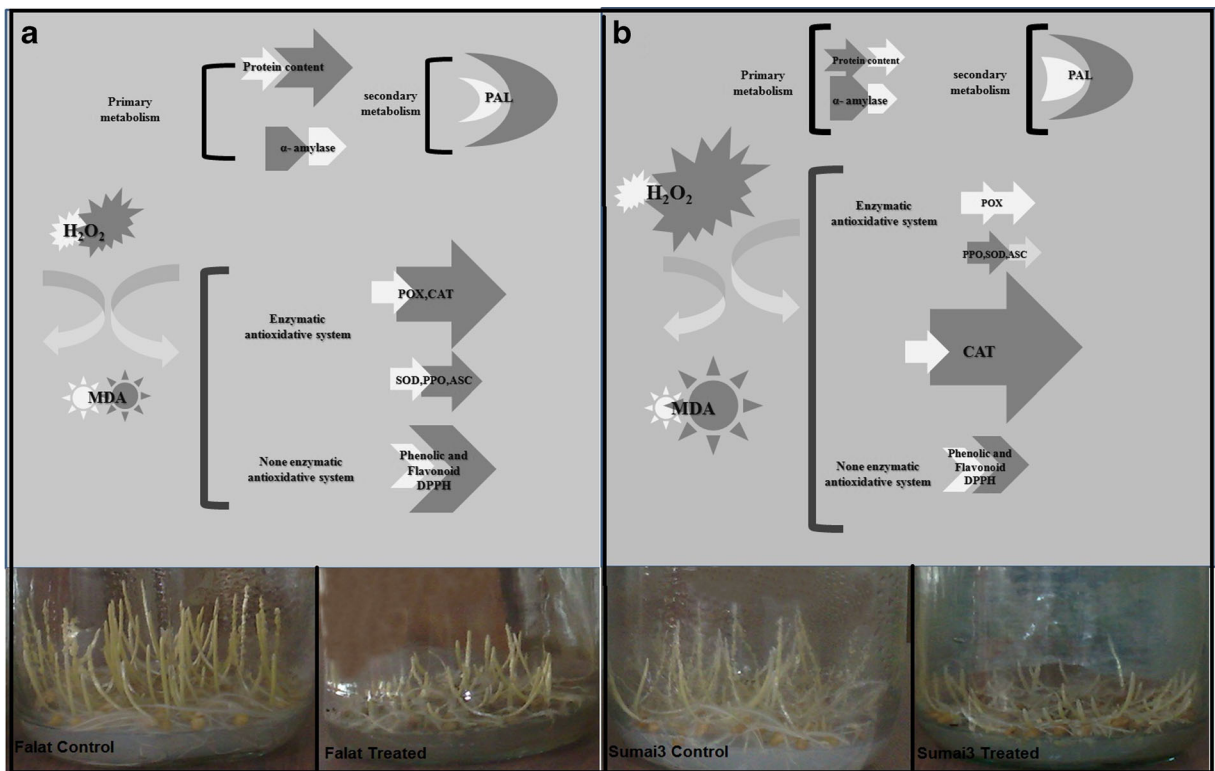 a
Protein content
Primary
metabolism
α- amylase
secondary
metabolism
PAL
H2O2
MDA
Enzymatic
antioxidative system
POX,CAT
SOD,PPO,ASC
None enzymatic
antioxidative system
Phenolic and
Flavonoid
DPPH
Falat Control
Falat Treated
b
Primary
metabolism
Protein content
α- amylase
secondary
metabolism
PAL
H2O2
MDA
Enzymatic
antioxidative system
POX
PPO,SOD,ASC
CAT
None enzymatic
antioxidative system
Phenolic and
Flavonoid
DPPH
Sumai3 Control
Sumai3 Treated